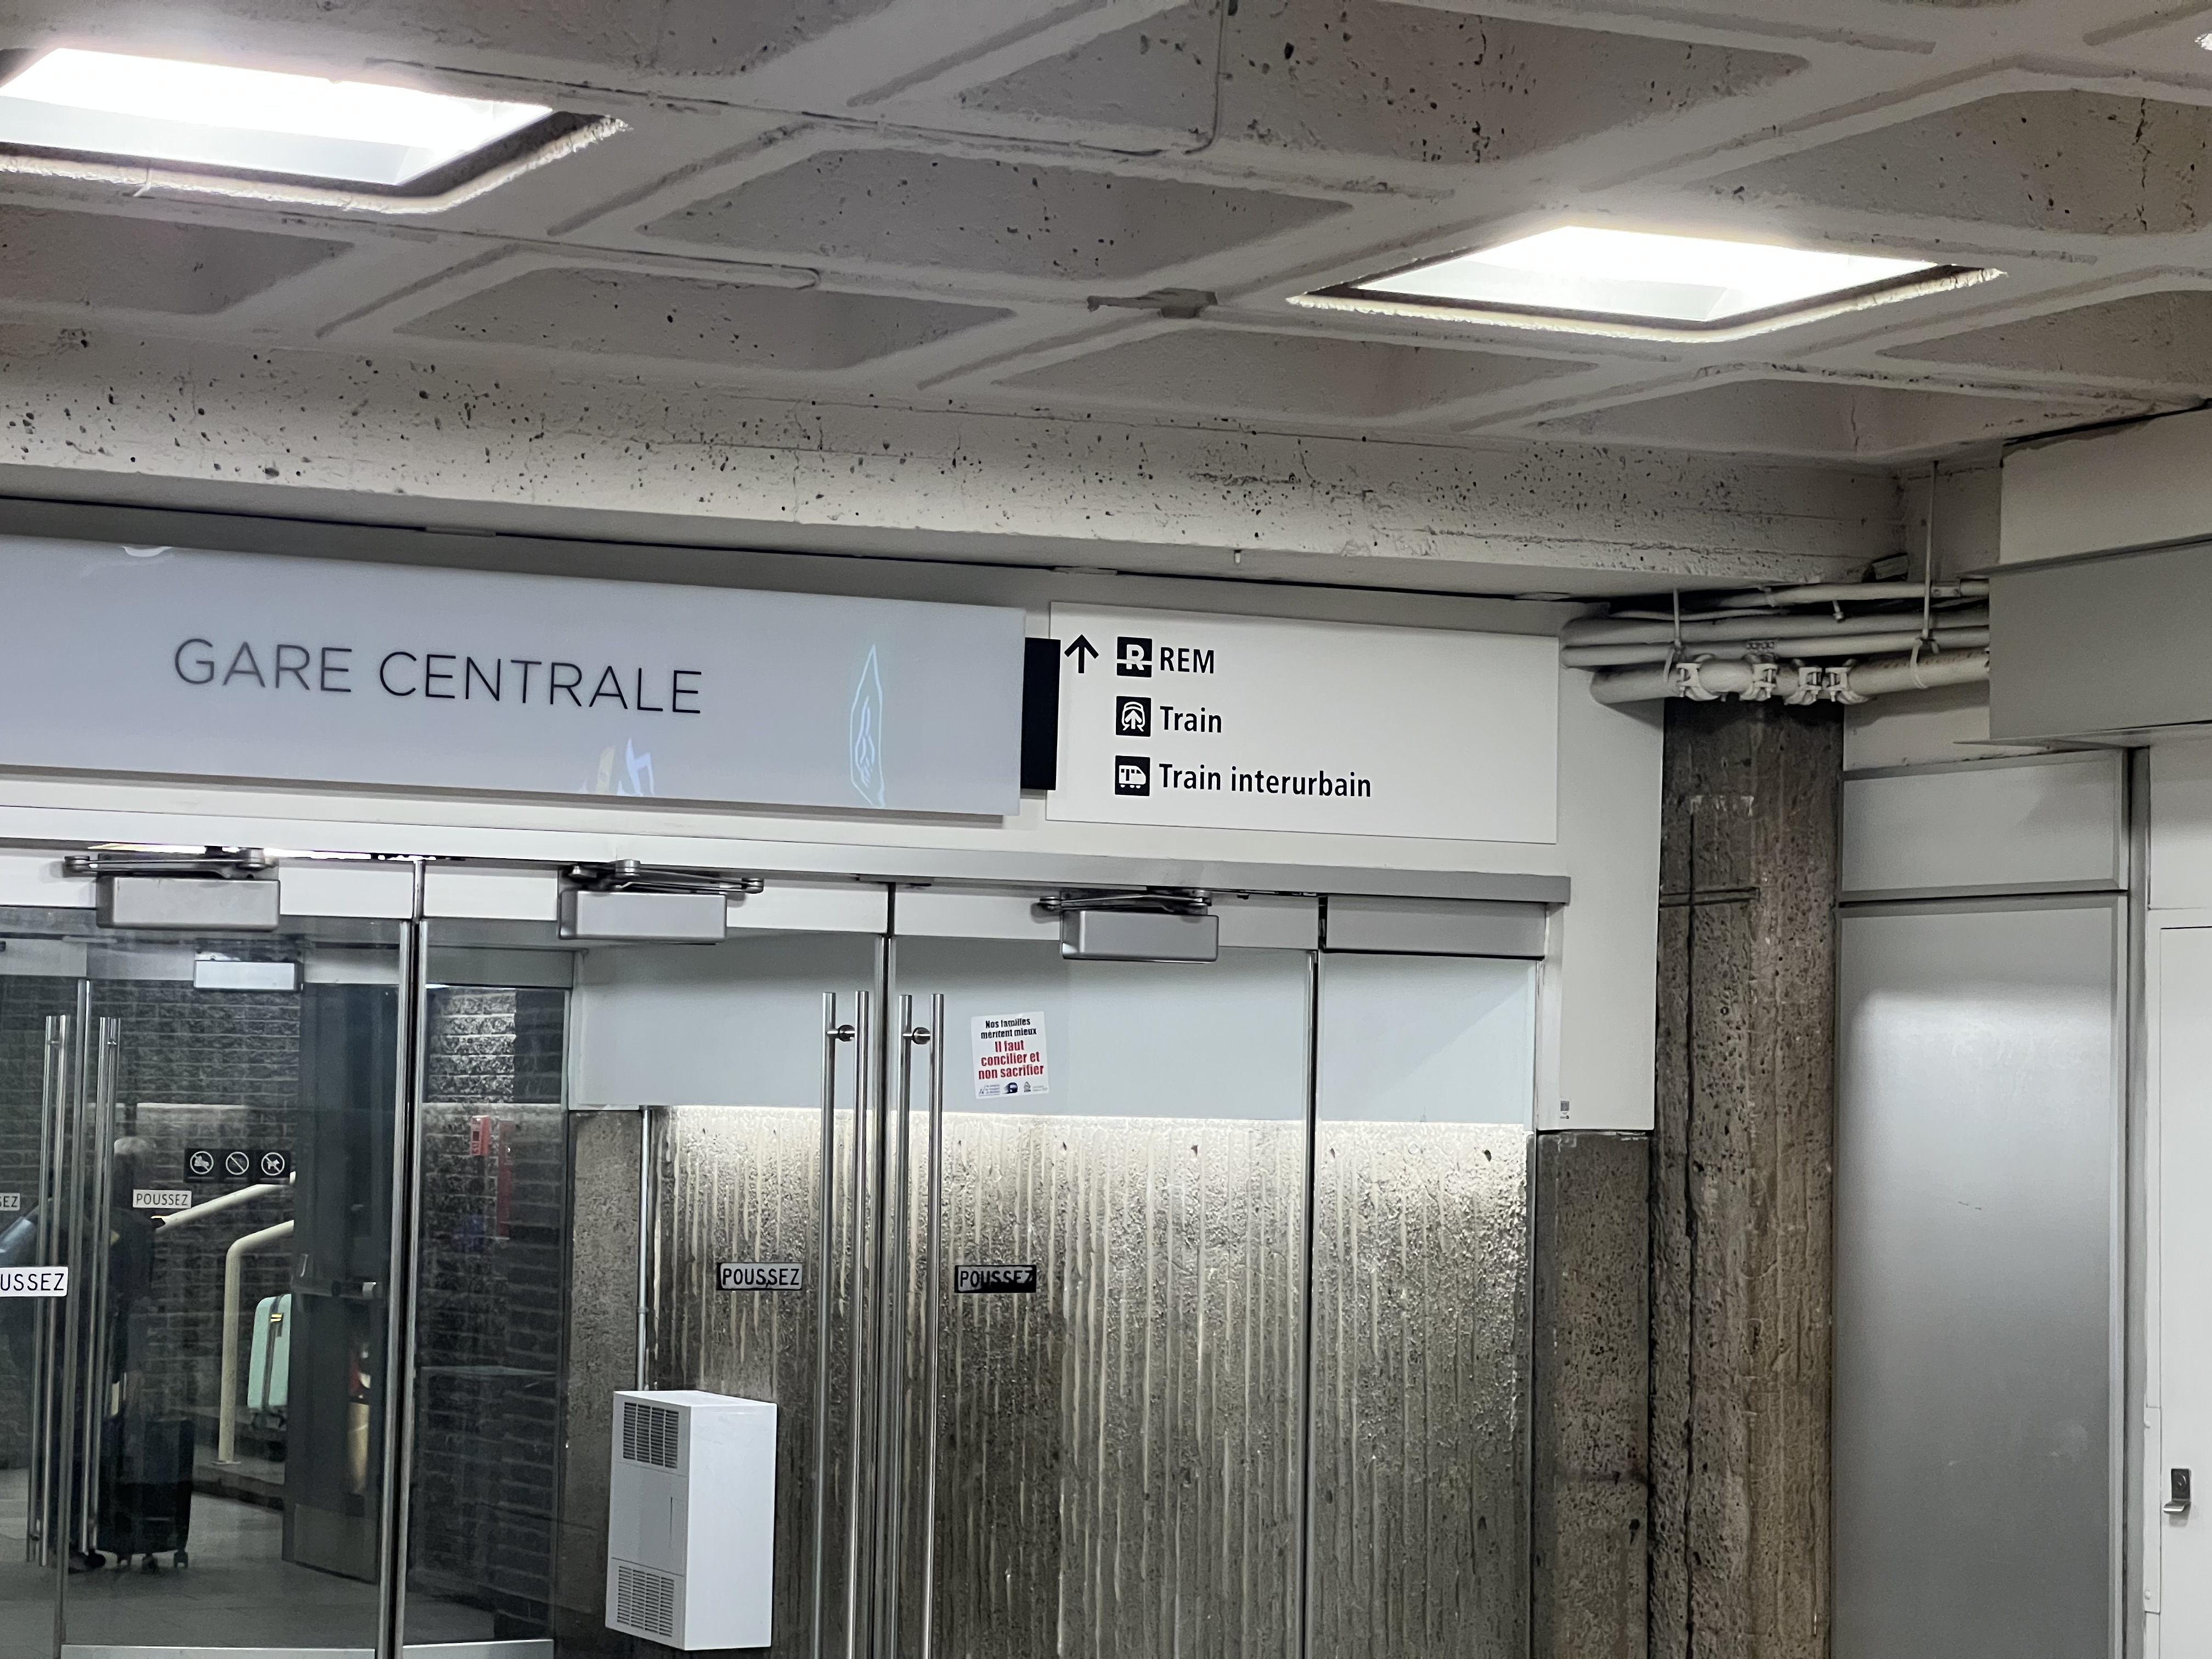 GARE CENTRALE
REM
Train
Train interurbain
Nos familles
méritent mieux
Il faut
concilier et
non sacrifier
POUSSEZ
USSEZ
POUSSEZ
POUSSEZ